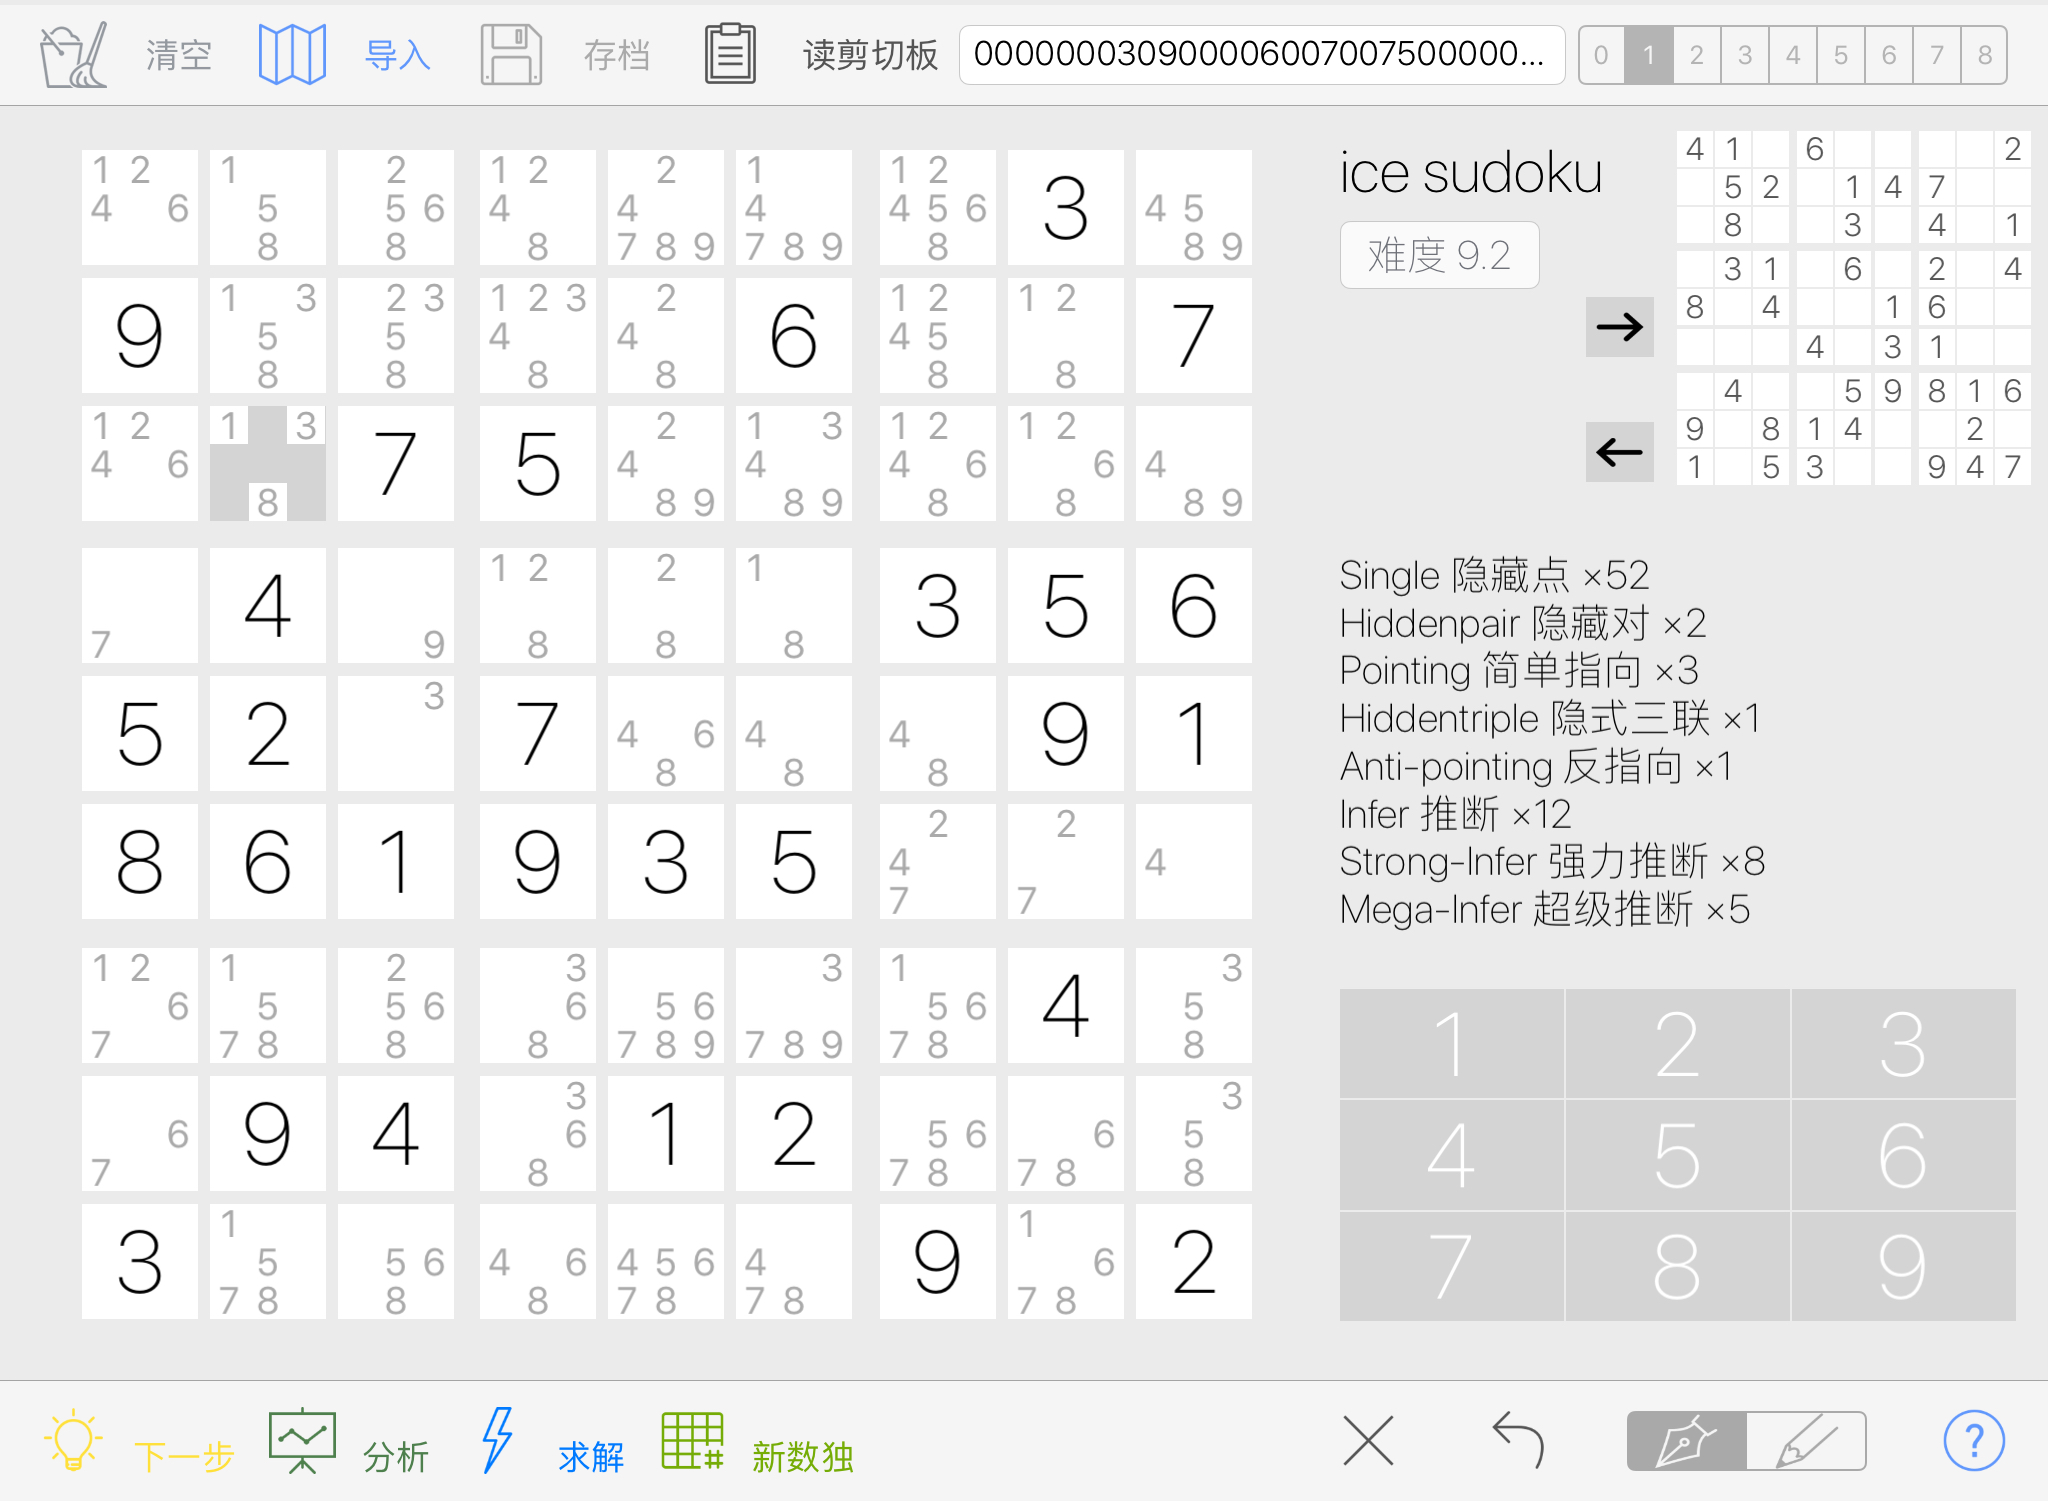 清空 导入 存档 读剪切板 0000000309000060070075000000... 0 1 2 3 4 5 6 7 8
1 2 4 6 | 1 5 8 | 2 5 6 8 | 1 2 4 8 | 2 4 7 8 9 | 1 4 7 8 9 | 1 2 4 5 6 8 | 3 | 4 5 8 9
9 | 1 3 5 8 | 2 3 5 8 | 1 2 3 4 8 | 2 4 8 | 6 | 1 2 4 5 8 | 1 2 8 | 7
1 2 4 6 | 1 3 8 | 7 | 5 | 2 4 8 9 | 1 3 4 8 9 | 1 2 4 6 8 | 1 2 6 8 | 4 8 9
7 | 4 | 9 | 1 2 8 | 2 8 | 1 8 | 3 | 5 | 6
5 | 2 | 3 | 7 | 4 6 8 | 4 8 | 4 8 | 9 | 1
8 | 6 | 1 | 9 | 3 | 5 | 2 4 7 | 2 7 | 4
1 2 6 7 | 1 5 7 8 | 2 5 6 8 | 3 6 8 | 5 6 7 8 9 | 3 7 8 9 | 1 5 6 7 8 | 4 | 3 5 8
6 7 | 9 | 4 | 3 6 8 | 1 | 2 | 5 6 7 8 | 6 7 8 | 3 5 8
3 | 1 5 7 8 | 5 6 8 | 4 6 8 | 4 5 6 7 8 | 4 7 8 | 9 | 1 6 7 8 | 2
ice sudoku
难度 9.2
→
←
4 1 6 2
5 2 1 4 7
8 3 4 1
3 1 6 2 4
8 4 1 6
4 3 1
4 5 9 8 1 6
9 8 1 4 2
1 5 3 9 4 7
Single 隐藏点 ×52
Hiddenpair 隐藏对 ×2
Pointing 简单指向 ×3
Hiddentriple 隐式三联 ×1
Anti-pointing 反指向 ×1
Infer 推断 ×12
Strong-Infer 强力推断 ×8
Mega-Infer 超级推断 ×5
1 2 3
4 5 6
7 8 9
下一步 分析 求解 新数独 ?